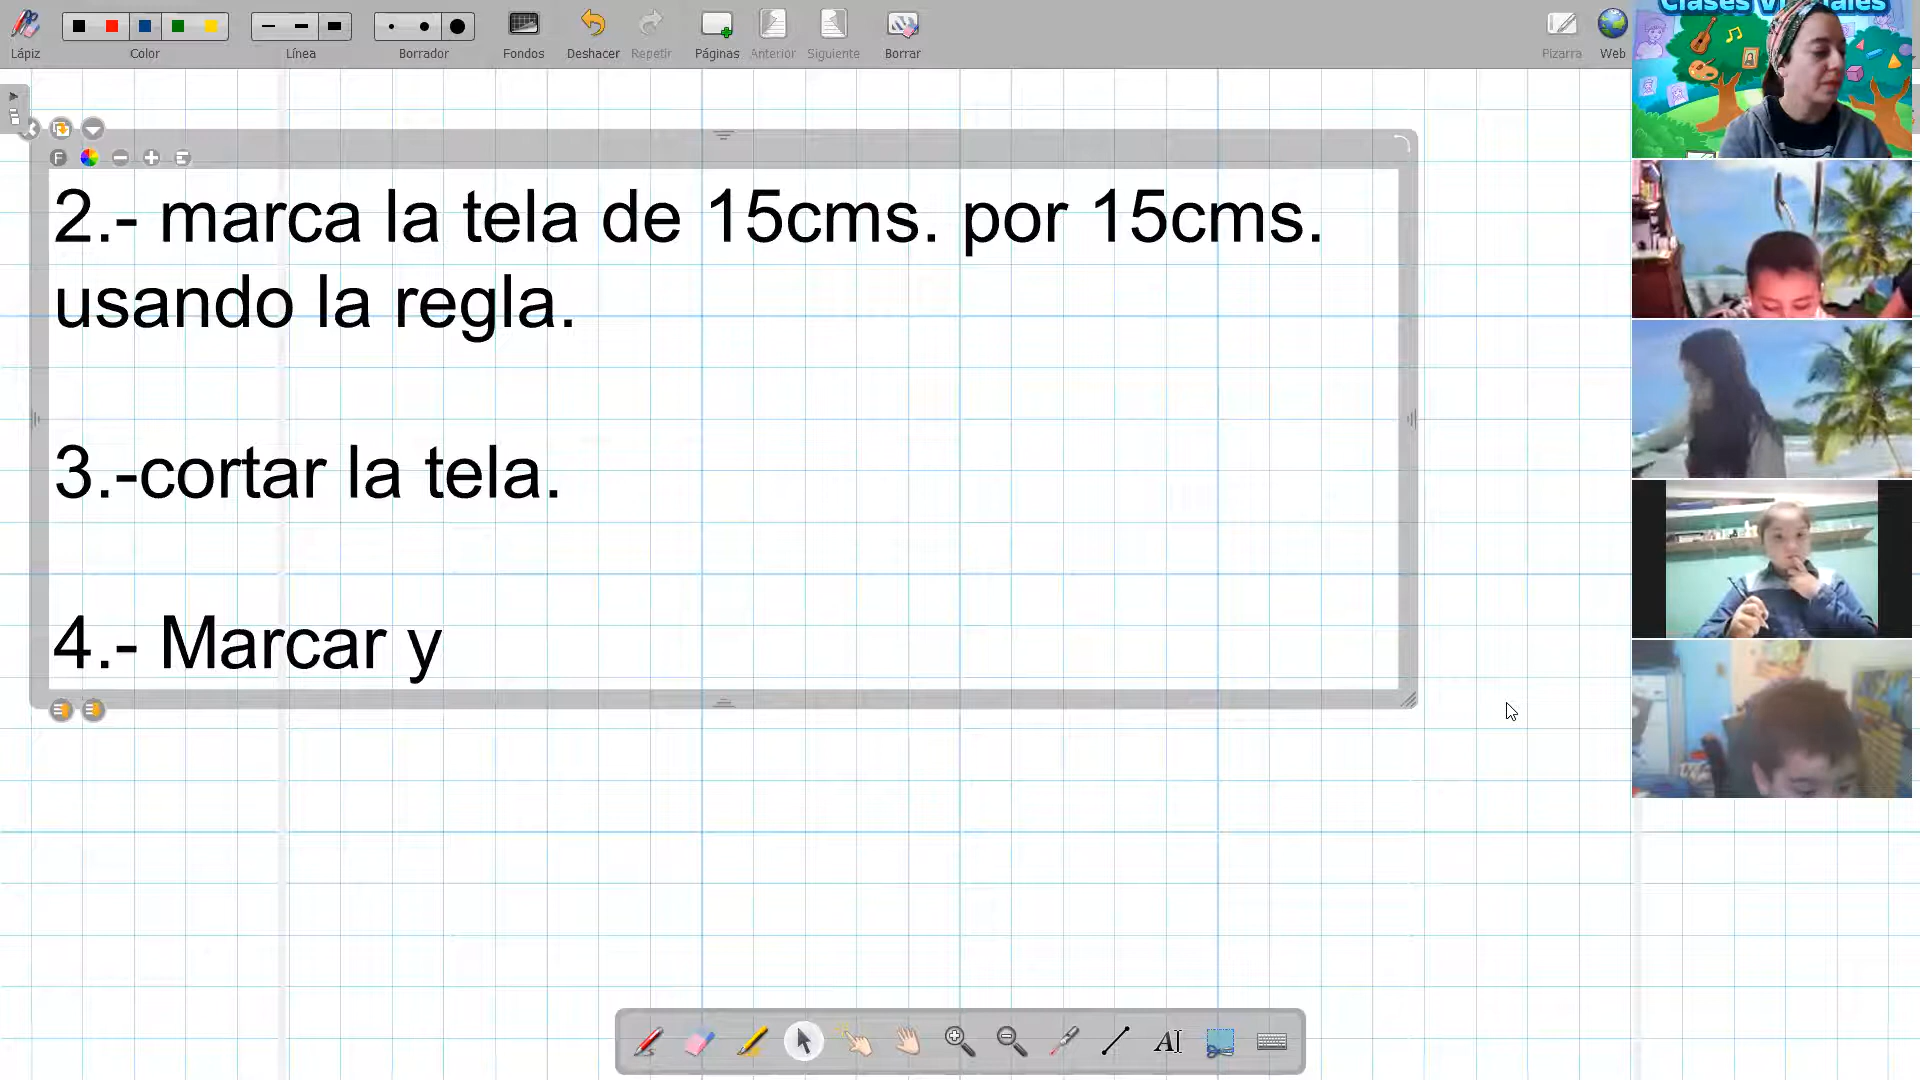 Lápiz
Color
Línea
Borrador
Fondos
Deshacer
Repetir
Páginas
Anterior
Siguiente
Borrar
Pizarra
Web
Clases
2.- marca la tela de 15cms. por 15cms.
usando la regla.
3.-cortar la tela.
4.- Marcar y